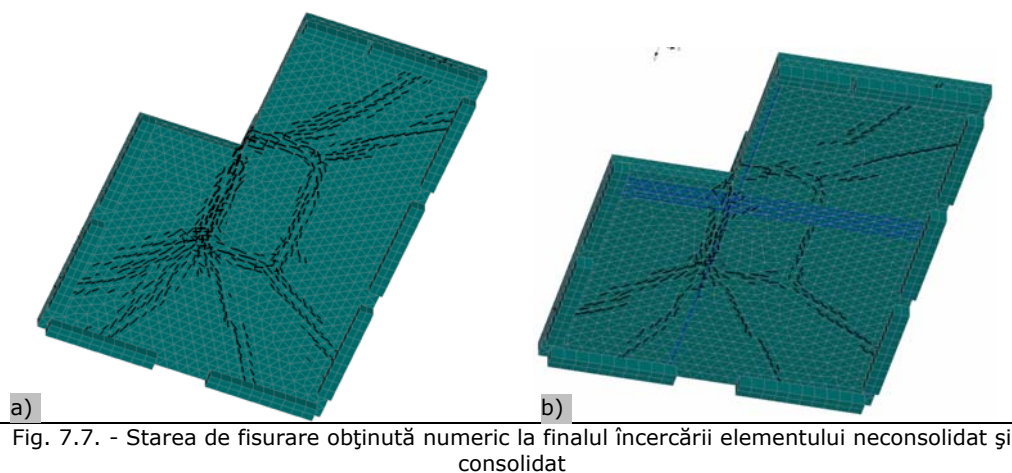 a)
b)
Fig. 7.7. - Starea de fisurare obţinută numeric la finalul încercării elementului neconsolidat şi
consolidat